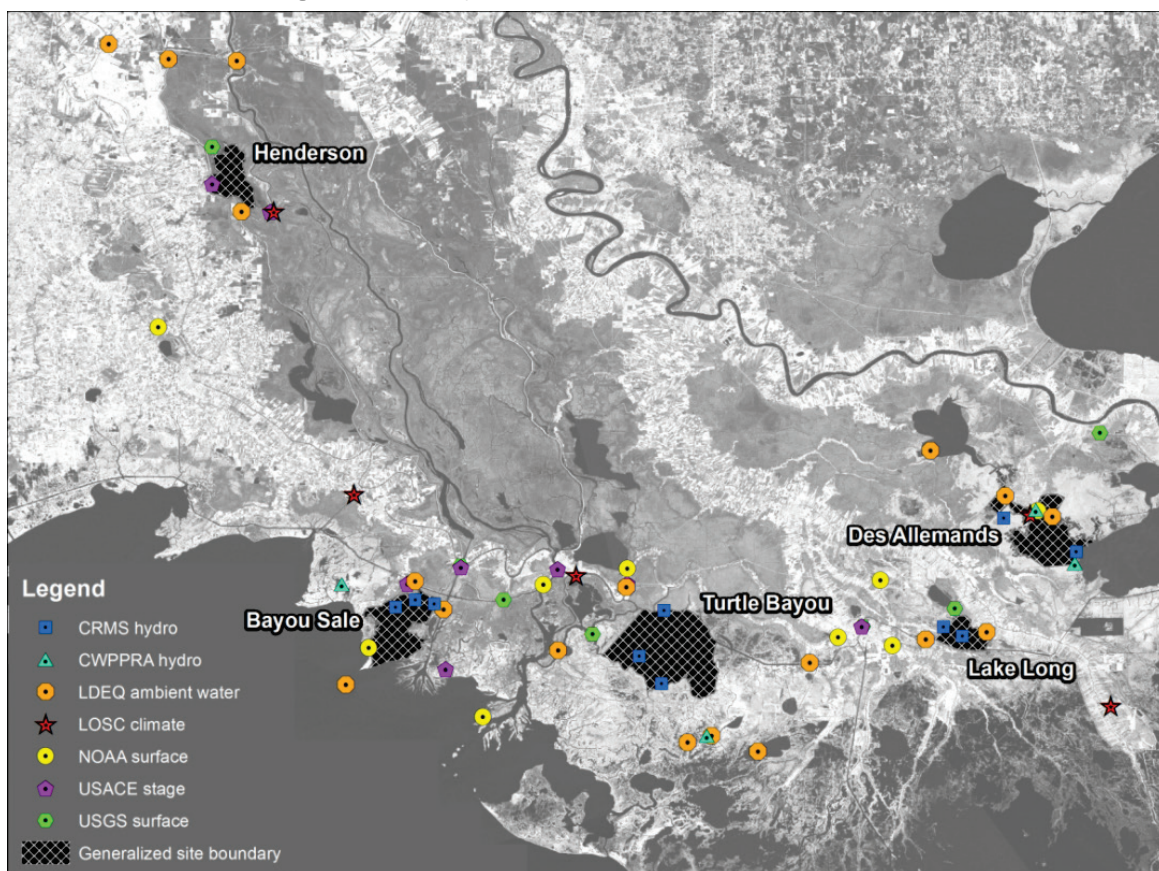 Henderson
Des Allemands
Turtle Bayou
Bayou Sale
Lake Long
Legend
CRMS hydro
CWPPRA hydro
LDEQ ambient water
LOSC climate
NOAA surface
USACE stage
USGS surface
Generalized site boundary